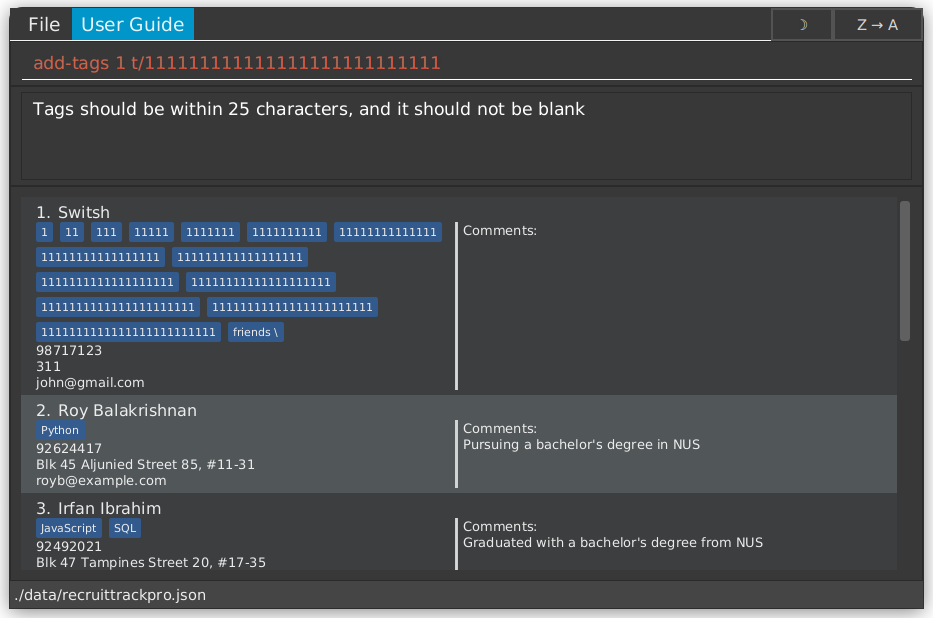 File
User Guide
☽
Z → A
add-tags 1 t/111111111111111111111111111
Tags should be within 25 characters, and it should not be blank
1. Switsh
1 11 111 11111 1111111 1111111111 11111111111111
11111111111111111 111111111111111111
1111111111111111111 11111111111111111111
1111111111111111111111 11111111111111111111111
1111111111111111111111111 friends \
98717123
311
john@gmail.com
Comments:
2. Roy Balakrishnan
Python
92624417
Blk 45 Aljunied Street 85, #11-31
royb@example.com
Comments:
Pursuing a bachelor's degree in NUS
3. Irfan Ibrahim
JavaScript SQL
92492021
Blk 47 Tampines Street 20, #17-35
Comments:
Graduated with a bachelor's degree from NUS
./data/recruittrackpro.json